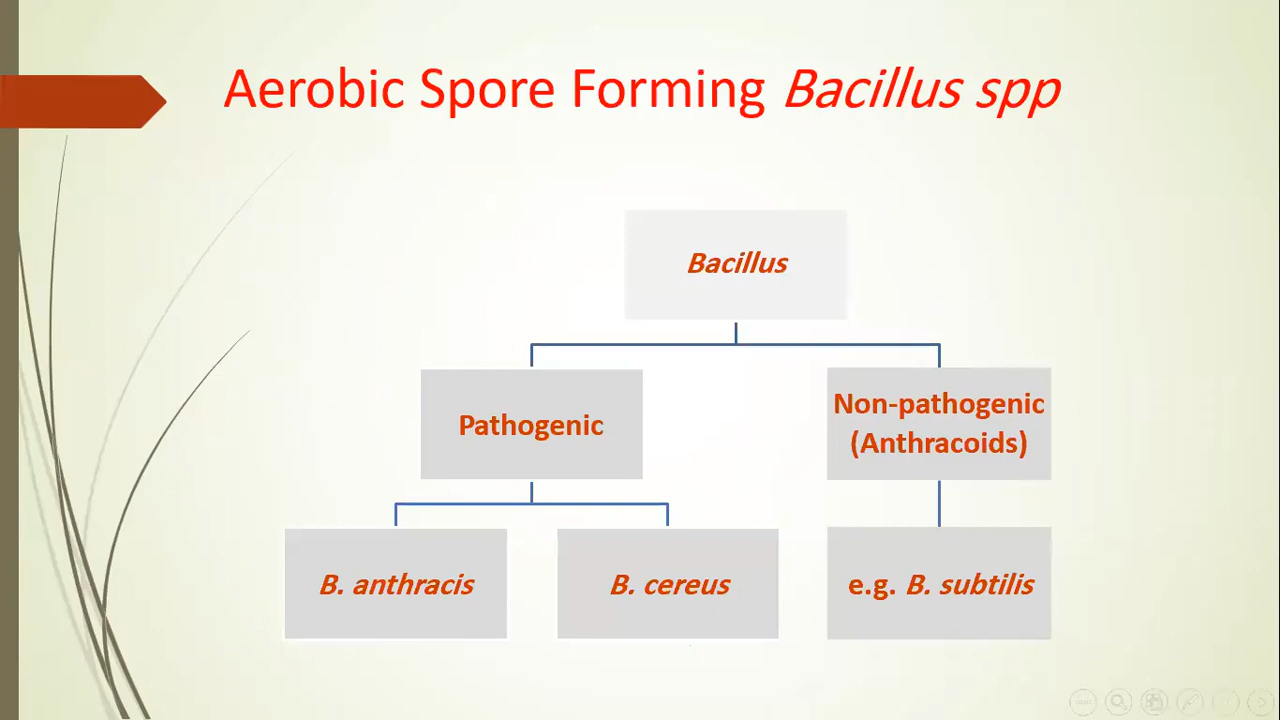 Aerobic Spore Forming Bacillus spp
Bacillus
Pathogenic
Non-pathogenic
(Anthracoids)
B. anthracis
B. cereus
e.g. B. subtilis